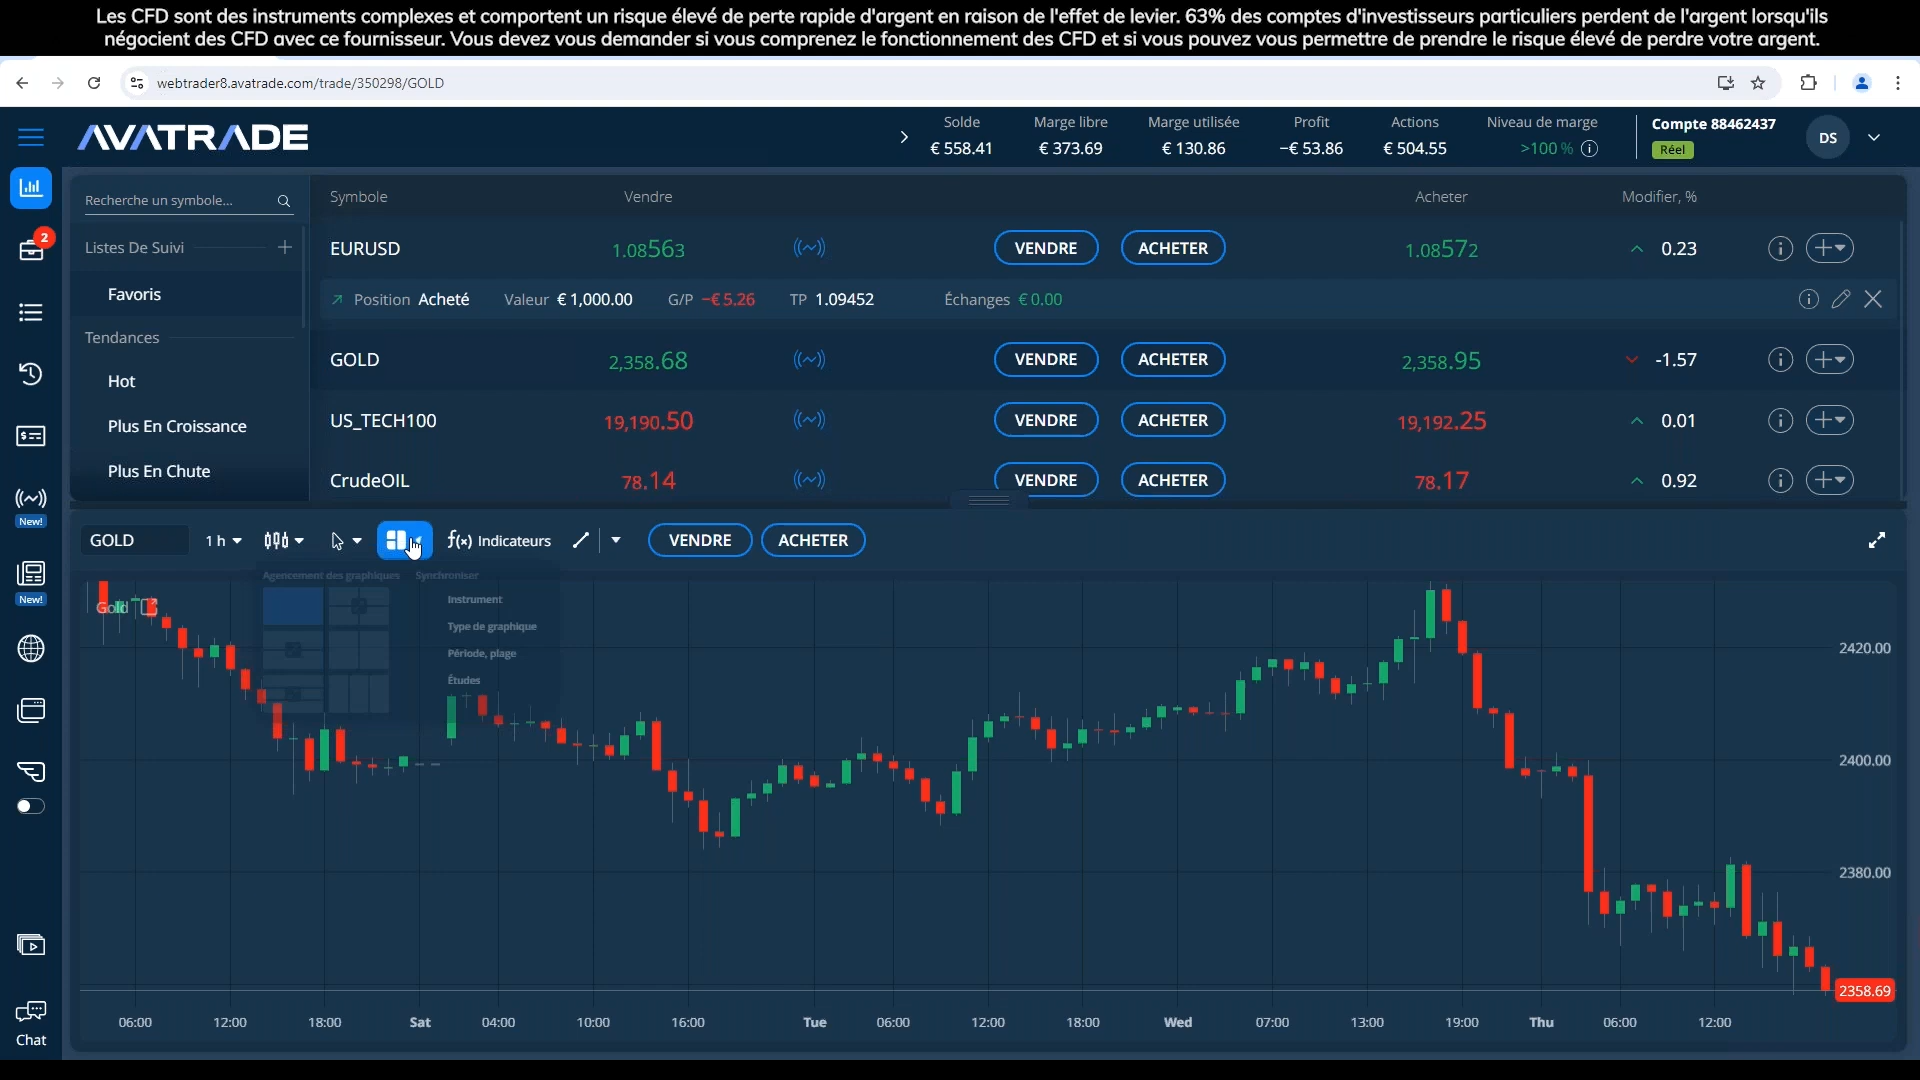 Les CFD sont des instruments complexes et comportent un risque élevé de perte rapide d'argent en raison de l'effet de levier. 63% des comptes d'investisseurs particuliers perdent de l'argent lorsqu'ils
négocient des CFD avec ce fournisseur. Vous devez vous demander si vous comprenez le fonctionnement des CFD et si vous pouvez vous permettre de prendre le risque élevé de perdre votre argent.
webtrader8.avatrade.com/trade/350298/GOLD
AVATRADE
Solde Marge libre Marge utilisée Profit Actions Niveau de marge Compte 88462437
€ 558.41 € 373.69 € 130.86 -€ 53.86 € 504.55 >100 % Réel DS
Recherche un symbole... Symbole Vendre Acheter Modifier, %
2
Listes De Suivi EURUSD 1.08563 VENDRE ACHETER 1.08572 0.23
Favoris Position Acheté Valeur € 1,000.00 G/P -€ 5.26 TP 1.09452 Échanges € 0.00
Tendances
GOLD 2,358.68 VENDRE ACHETER 2,358.95 -1.57
Hot
Plus En Croissance US_TECH100 19,190.50 VENDRE ACHETER 19,192.25 0.01
Plus En Chute CrudeOIL 78.14 VENDRE ACHETER 78.17 0.92
New!
GOLD 1 h f(x) Indicateurs VENDRE ACHETER
Agencement des graphiques Synchroniser
New!
Instrument
Gold
Type de graphique
Période, plage
Études
2420.00
2400.00
2380.00
2358.69
06:00 12:00 18:00 Sat 04:00 10:00 16:00 Tue 06:00 12:00 18:00 Wed 07:00 13:00 19:00 Thu 06:00 12:00
Chat